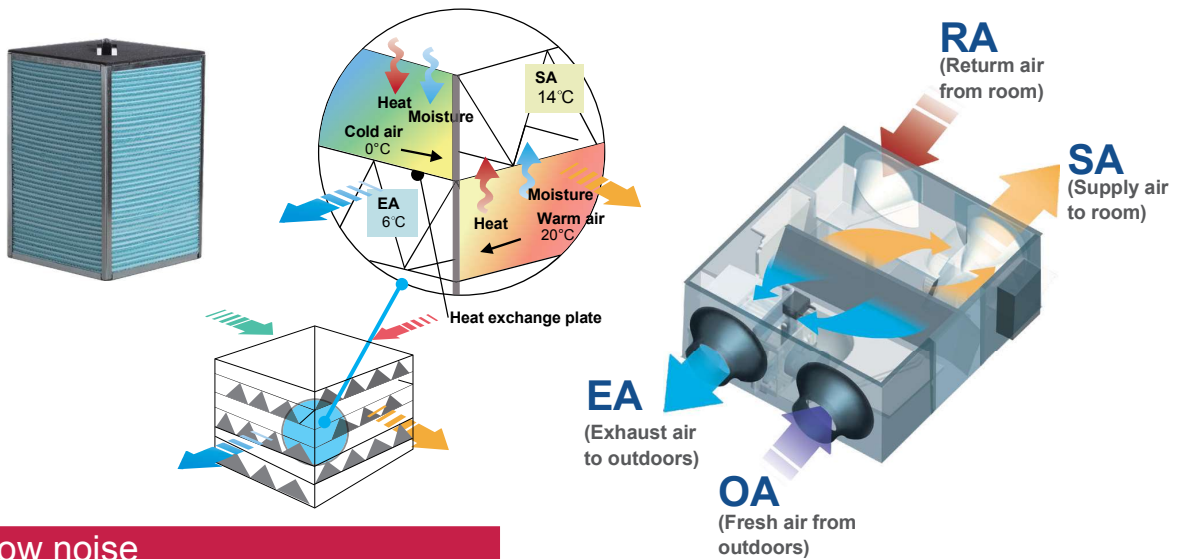 RA
(Returm air
from room)
SA
14℃
Heat
Moisture
Cold air
0°C
SA
(Supply air
to room)
EA
6℃
Moisture
Heat
Warm air
20°C
Heat exchange plate
EA
(Exhaust air
to outdoors)
OA
(Fresh air from
outdoors)
ow noise